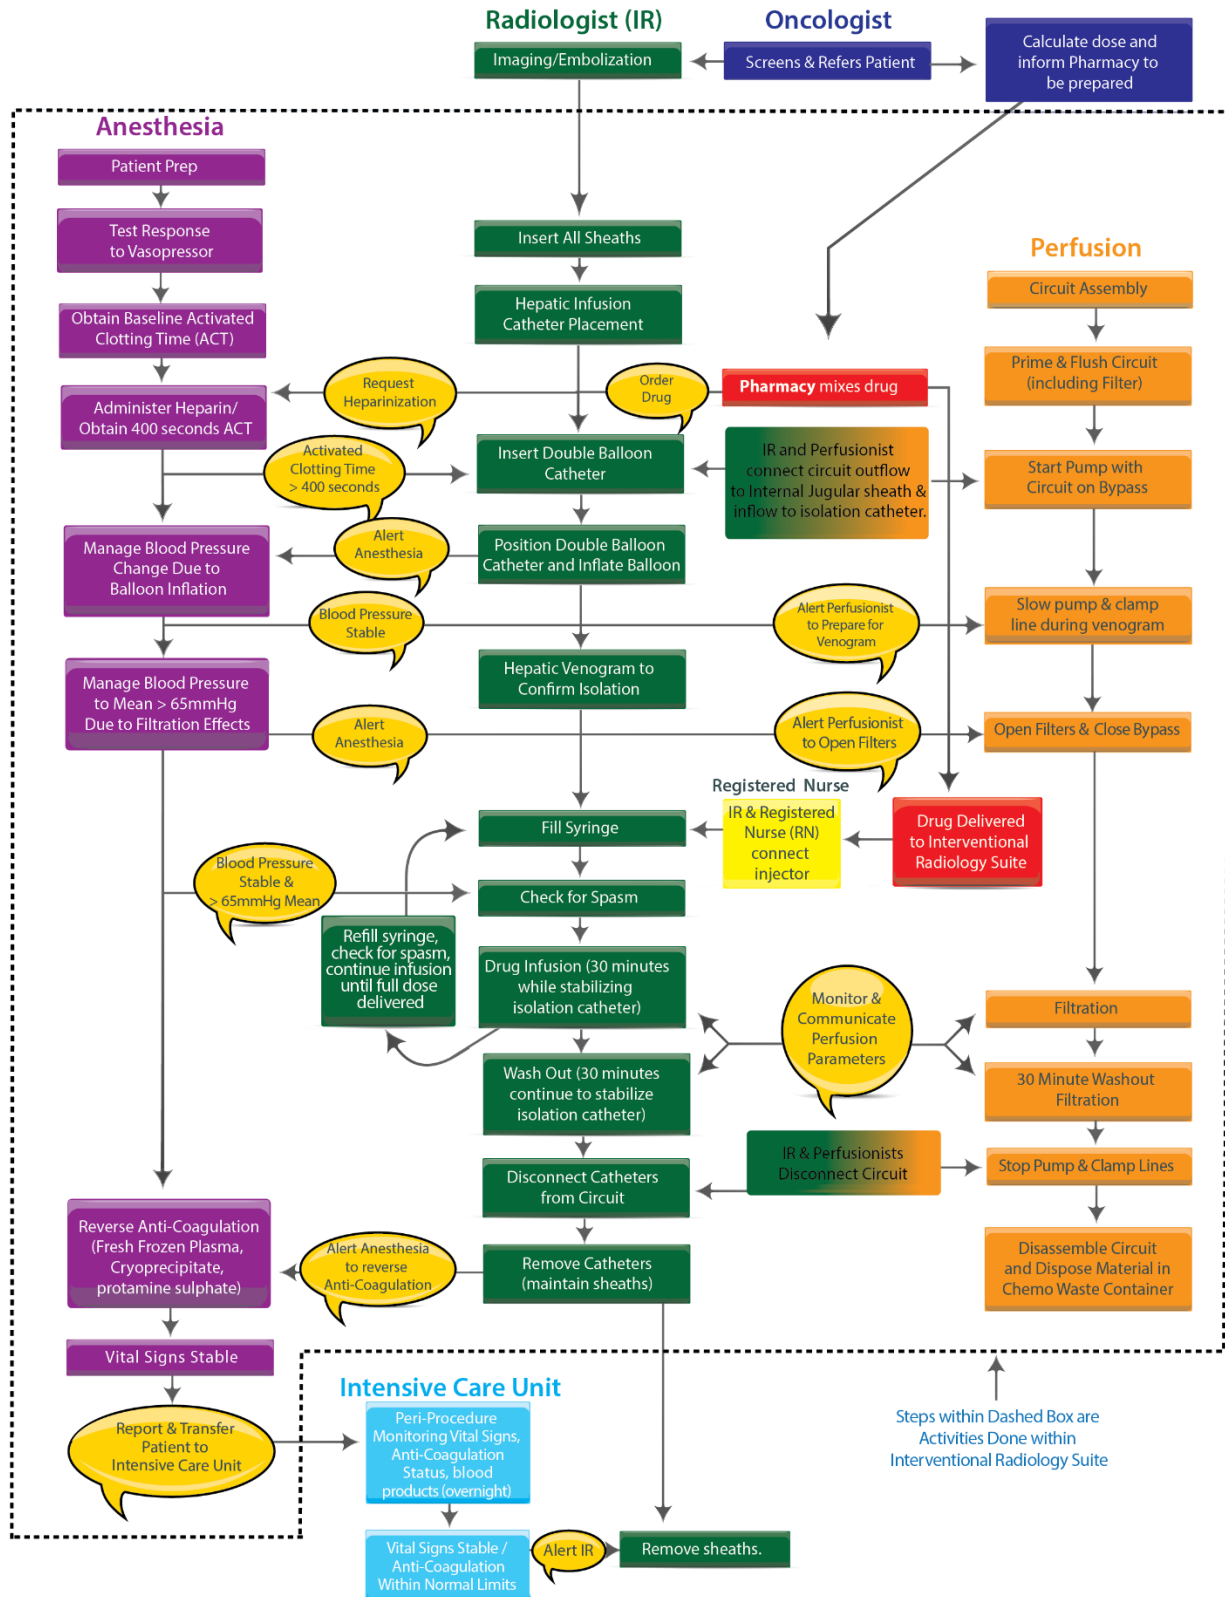 Radiologist (IR)
Oncologist
Imaging/Embolization
Screens & Refers Patient
Calculate dose and
inform Pharmacy to
be prepared
Anesthesia
Patient Prep
Test Response
to Vasopressor
Obtain Baseline Activated
Clotting Time (ACT)
Administer Heparin/
Obtain 400 seconds ACT
Manage Blood Pressure
Change Due to
Balloon Inflation
Manage Blood Pressure
to Mean > 65mmHg
Due to Filtration Effects
Reverse Anti-Coagulation
(Fresh Frozen Plasma,
Cryoprecipitate,
protamine sulphate)
Vital Signs Stable
Report & Transfer
Patient to
Intensive Care Unit
Request
Heparinization
Order
Drug
Activated
Clotting Time
> 400 seconds
Alert
Anesthesia
Blood Pressure
Stable
Alert
Anesthesia
Blood Pressure
Stable &
> 65mmHg Mean
Alert Anesthesia
to reverse
Anti-Coagulation
Insert All Sheaths
Hepatic Infusion
Catheter Placement
Insert Double Balloon
Catheter
Position Double Balloon
Catheter and Inflate Balloon
Hepatic Venogram to
Confirm Isolation
Fill Syringe
Check for Spasm
Refill syringe,
check for spasm,
continue infusion
until full dose
delivered
Drug Infusion (30 minutes
while stabilizing
isolation catheter)
Wash Out (30 minutes
continue to stabilize
isolation catheter)
Disconnect Catheters
from Circuit
Remove Catheters
(maintain sheaths)
Pharmacy mixes drug
IR and Perfusionist
connect circuit outflow
to Internal Jugular sheath &
inflow to isolation catheter.
Alert Perfusionist
to Prepare for
Venogram
Alert Perfusionist
to Open Filters
Registered Nurse
IR & Registered
Nurse (RN)
connect
injector
Drug Delivered
to Interventional
Radiology Suite
Monitor &
Communicate
Perfusion
Parameters
IR & Perfusionists
Disconnect Circuit
Perfusion
Circuit Assembly
Prime & Flush Circuit
(including Filter)
Start Pump with
Circuit on Bypass
Slow pump & clamp
line during venogram
Open Filters & Close Bypass
Filtration
30 Minute Washout
Filtration
Stop Pump & Clamp Lines
Disassemble Circuit
and Dispose Material in
Chemo Waste Container
Intensive Care Unit
Peri-Procedure
Monitoring Vital Signs,
Anti-Coagulation
Status, blood
products (overnight)
Vital Signs Stable /
Anti-Coagulation
Within Normal Limits
Alert IR
Remove sheaths.
Steps within Dashed Box are
Activities Done within
Interventional Radiology Suite